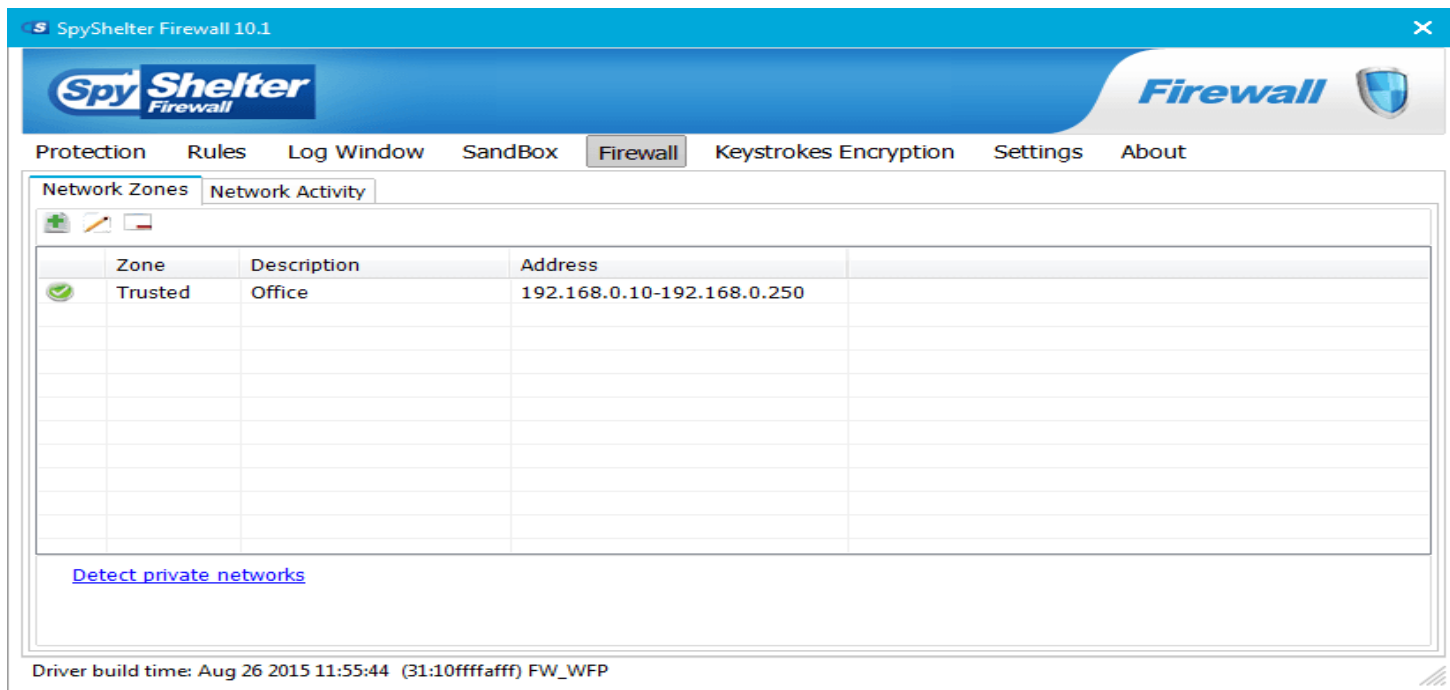 SpyShelter Firewall 10.1
Spy Shelter Firewall
Firewall
Protection Rules Log Window SandBox Firewall Keystrokes Encryption Settings About
Network Zones Network Activity
Zone Description Address
Trusted Office 192.168.0.10-192.168.0.250
Detect private networks
Driver build time: Aug 26 2015 11:55:44 (31:10ffffafff) FW_WFP